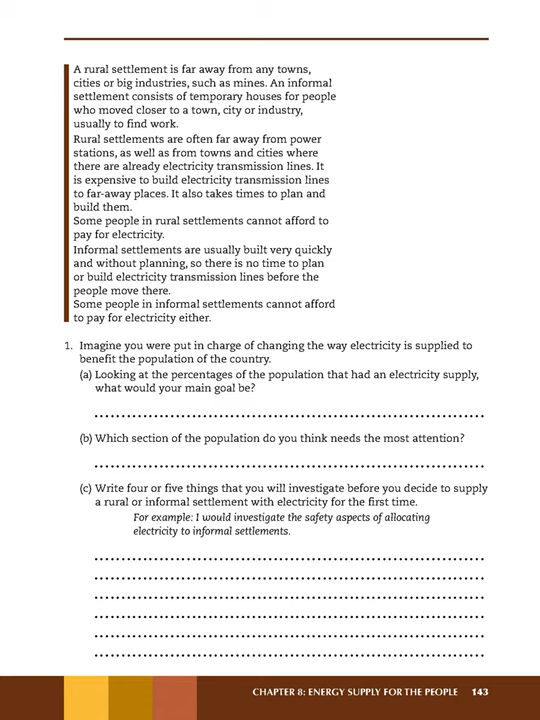 A rural settlement is far away from any towns,
cities or big industries, such as mines. An informal
settlement consists of temporary houses for people
who moved closer to a town, city or industry,
usually to find work.
Rural settlements are often far away from power
stations, as well as from towns and cities where
there are already electricity transmission lines. It
is expensive to build electricity transmission lines
to far-away places. It also takes times to plan and
build them.
Some people in rural settlements cannot afford to
pay for electricity.
Informal settlements are usually built very quickly
and without planning, so there is no time to plan
or build electricity transmission lines before the
people move there.
Some people in informal settlements cannot afford
to pay for electricity either.
1. Imagine you were put in charge of changing the way electricity is supplied to
benefit the population of the country.
(a) Looking at the percentages of the population that had an electricity supply,
what would your main goal be?
(b) Which section of the population do you think needs the most attention?
(c) Write four or five things that you will investigate before you decide to supply
a rural or informal settlement with electricity for the first time.
For example: I would investigate the safety aspects of allocating
electricity to informal settlements.
CHAPTER 8: ENERGY SUPPLY FOR THE PEOPLE 143